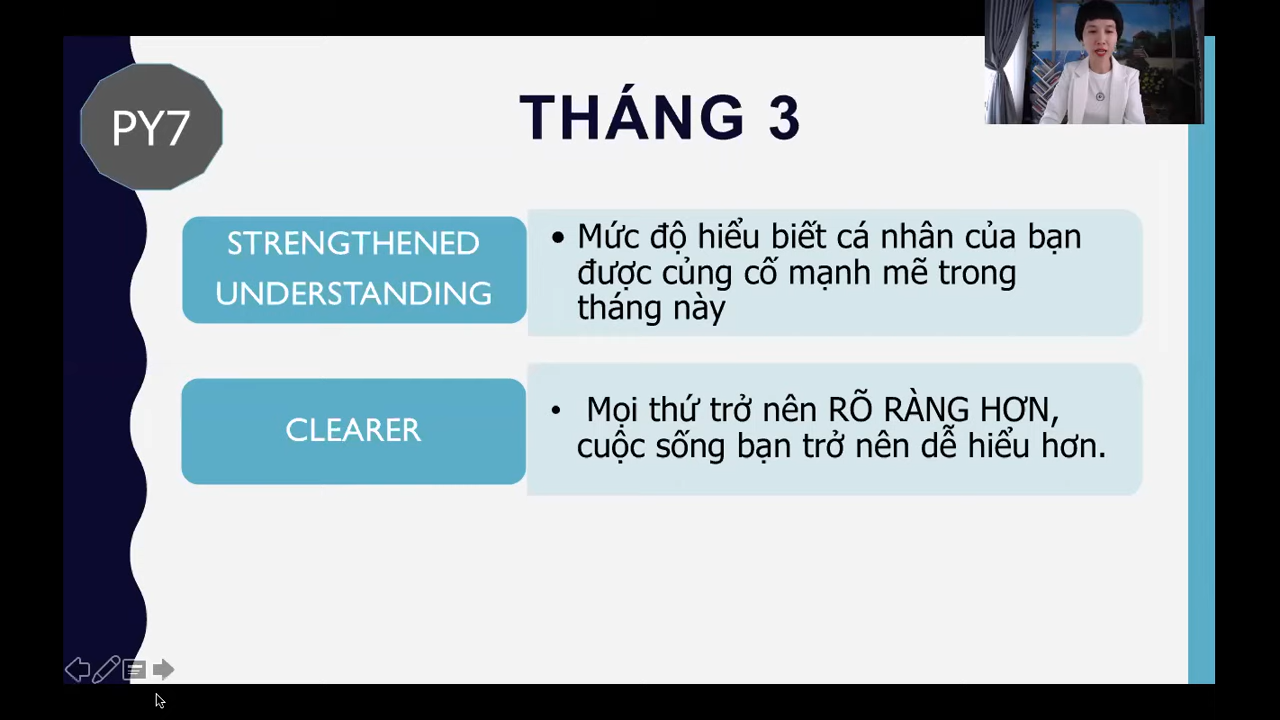 PY7
THÁNG 3
STRENGTHENED
UNDERSTANDING
• Mức độ hiểu biết cá nhân của bạn
được củng cố mạnh mẽ trong
tháng này
CLEARER
• Mọi thứ trở nên RÕ RÀNG HƠN,
cuộc sống bạn trở nên dễ hiểu hơn.